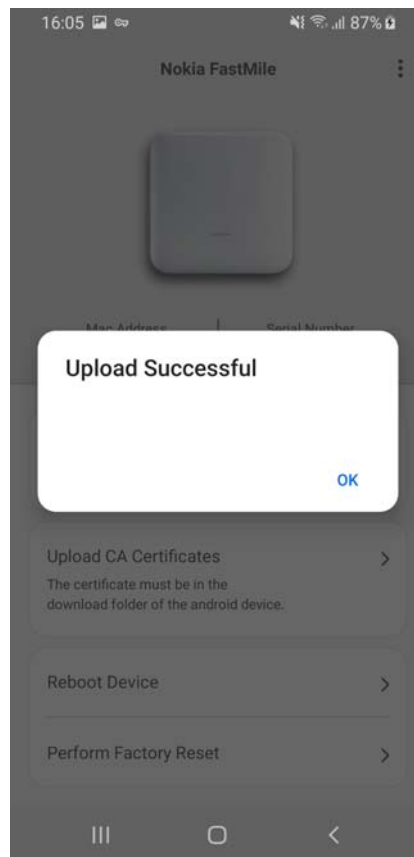 16:05 87%
Nokia FastMile
Mac Address Serial Number
Upload Successful
OK
Upload CA Certificates
The certificate must be in the
download folder of the android device.
Reboot Device
Perform Factory Reset